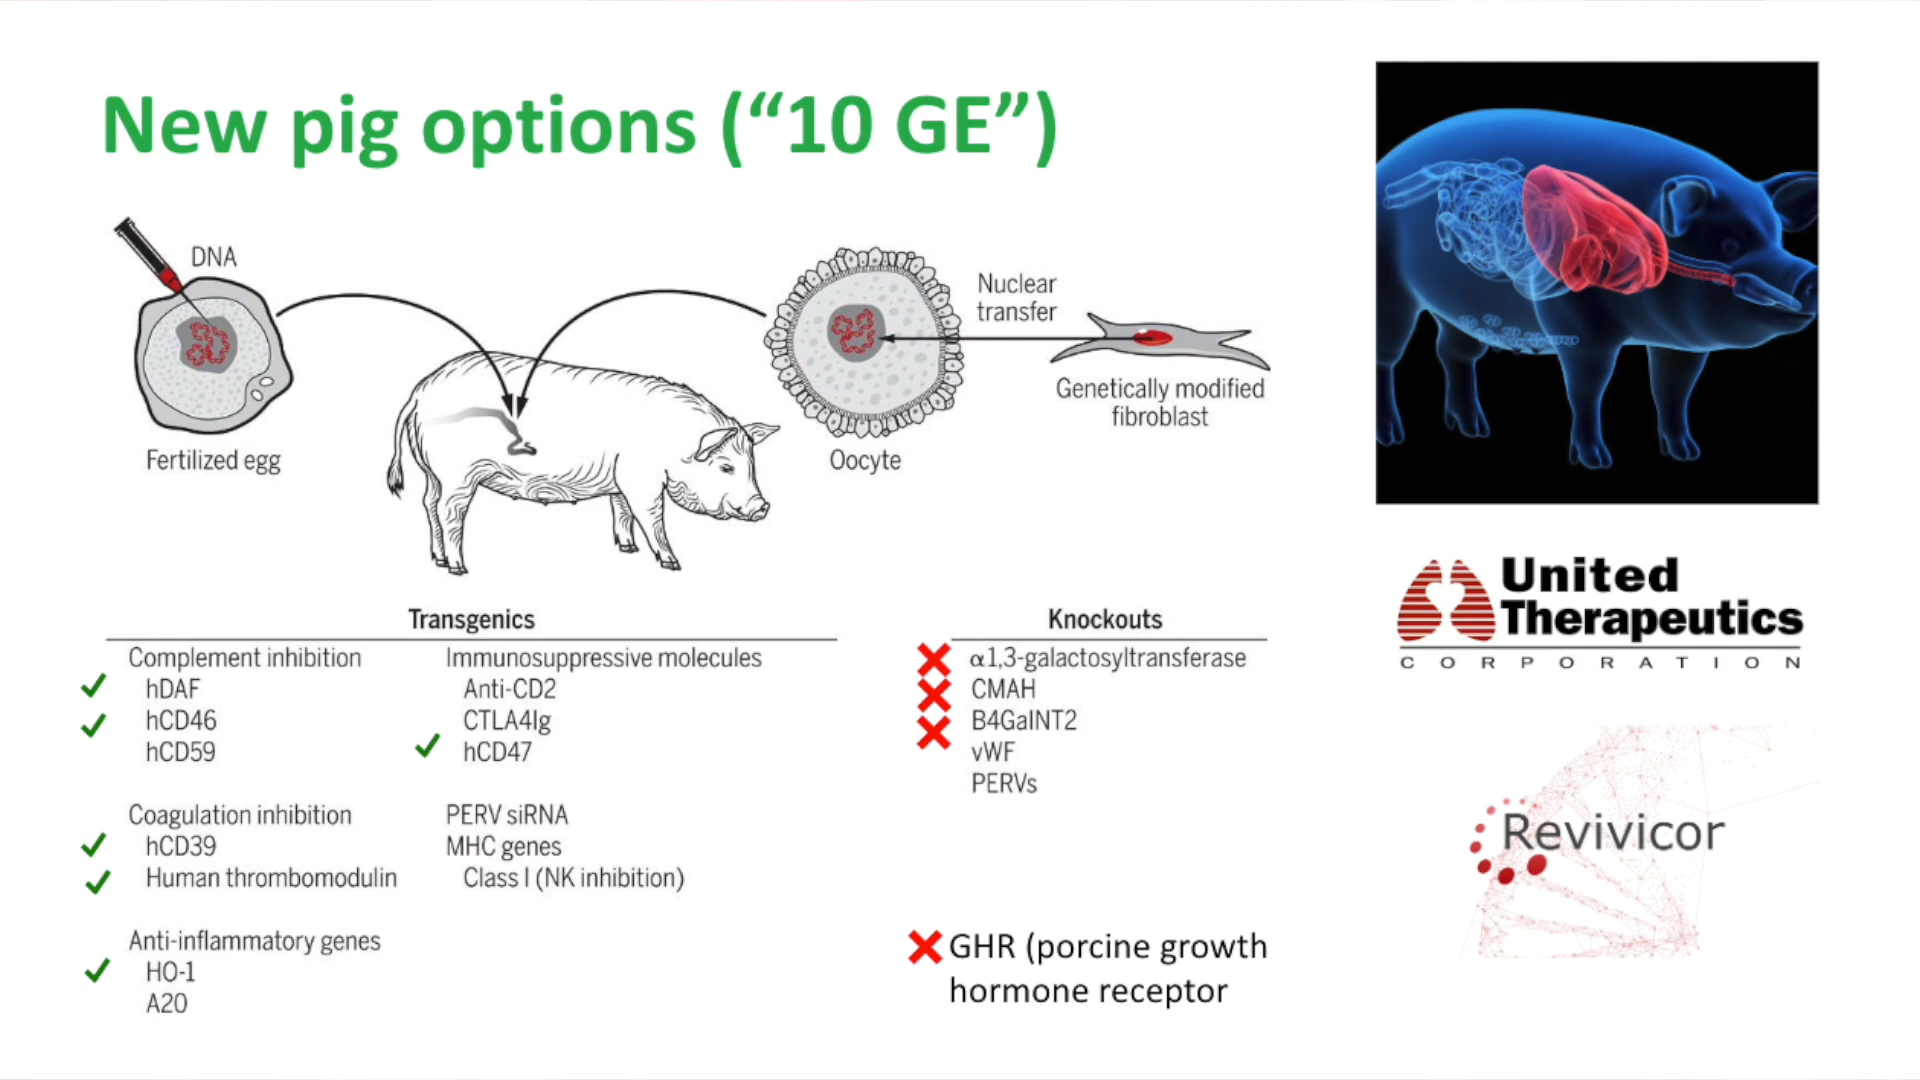 New pig options (“10 GE”)
DNA
Fertilized egg
Oocyte
Nuclear
transfer
Genetically modified
fibroblast
Transgenics
Complement inhibition
hDAF
hCD46
hCD59
Coagulation inhibition
hCD39
Human thrombomodulin
Anti-inflammatory genes
HO-1
A20
Immunosuppressive molecules
Anti-CD2
CTLA4Ig
hCD47
PERV siRNA
MHC genes
Class I (NK inhibition)
Knockouts
α1,3-galactosyltransferase
CMAH
B4GalNT2
vWF
PERVs
GHR (porcine growth
hormone receptor
United
Therapeutics
CORPORATION
Revivicor